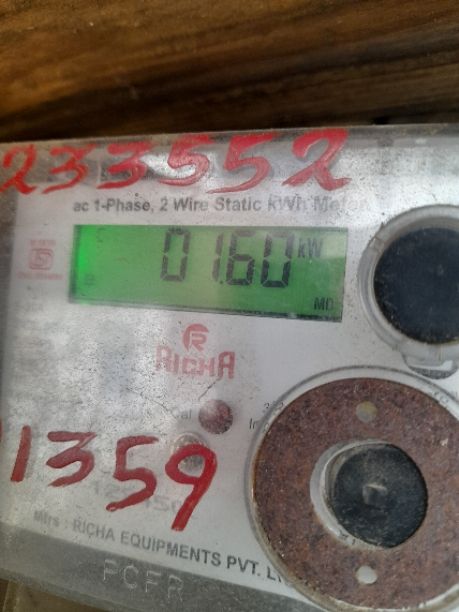 233552
ac 1-Phase, 2 Wire Static kWh Meter
01.60 kW
MD
RICHA
Cal
1359
Mfrs : RICHA EQUIPMENTS PVT. L